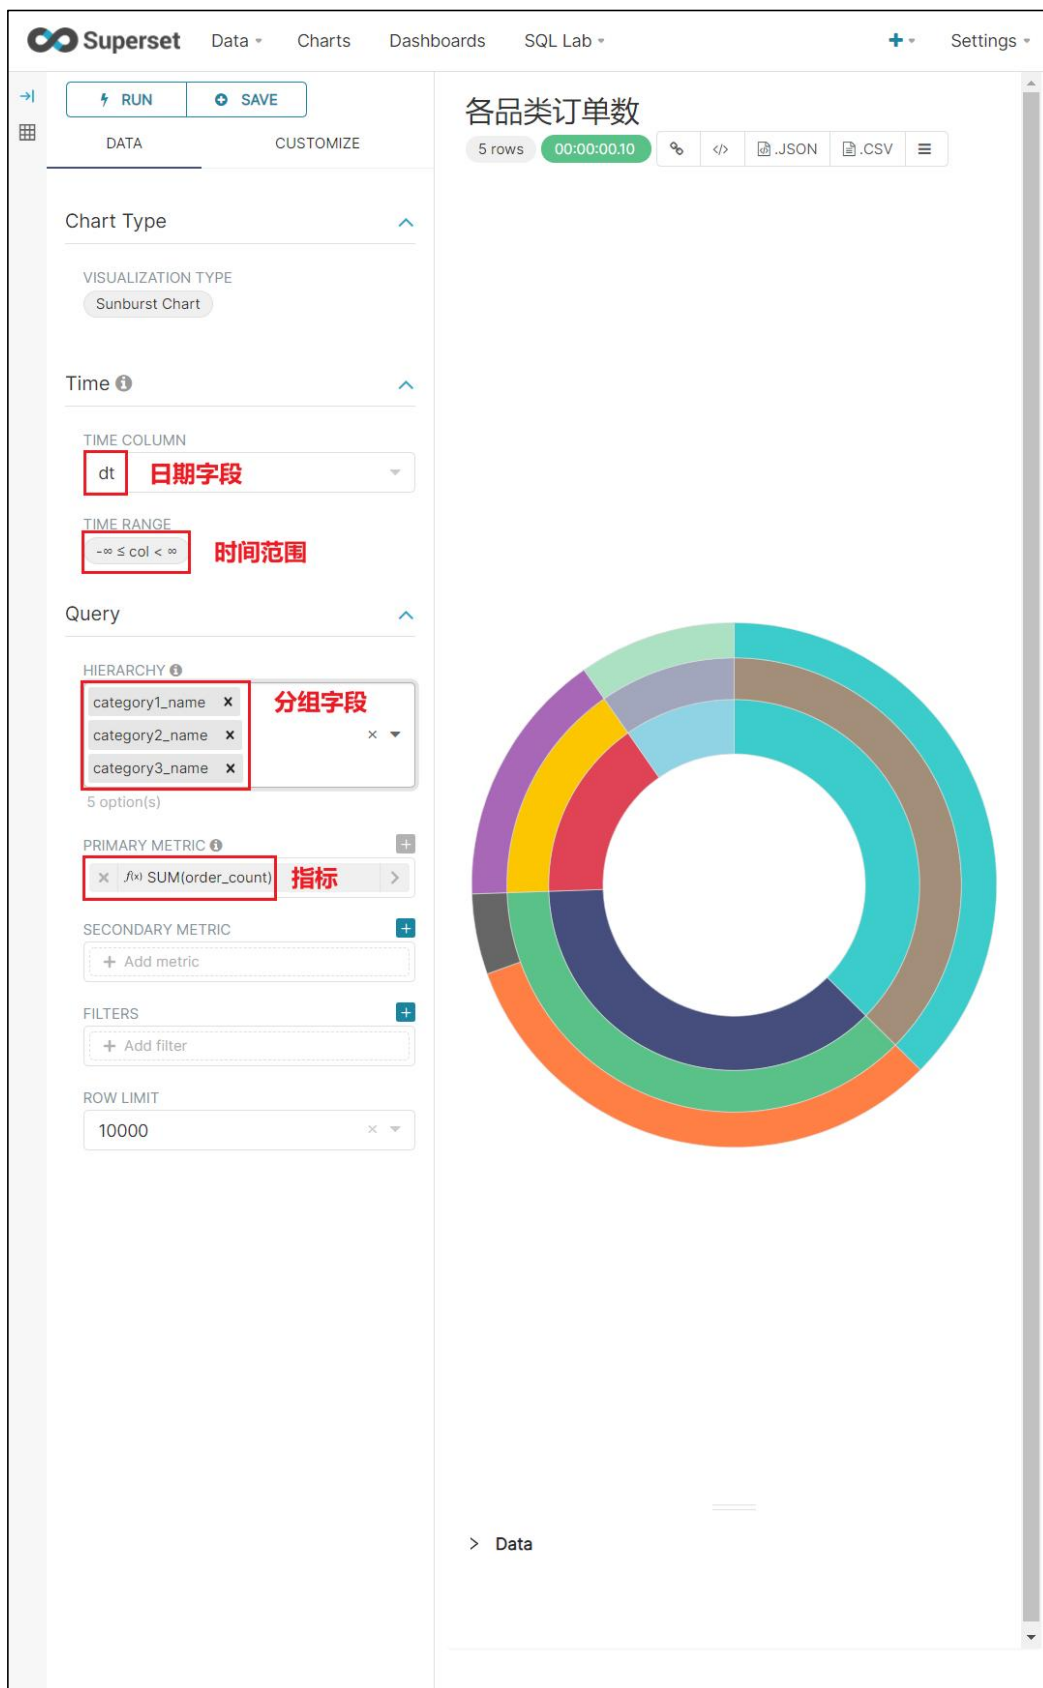 Superset Data Charts Dashboards SQL Lab + Settings
RUN SAVE
DATA CUSTOMIZE
各品类订单数
5 rows 00:00:00.10 </> .JSON .CSV
Chart Type
VISUALIZATION TYPE
Sunburst Chart
Time
TIME COLUMN
dt 日期字段
TIME RANGE
-∞ ≤ col < ∞ 时间范围
Query
HIERARCHY
category1_name × 分组字段
category2_name ×
category3_name ×
5 option(s)
PRIMARY METRIC
× f(x) SUM(order_count) 指标
SECONDARY METRIC
+ Add metric
FILTERS
+ Add filter
ROW LIMIT
10000
> Data